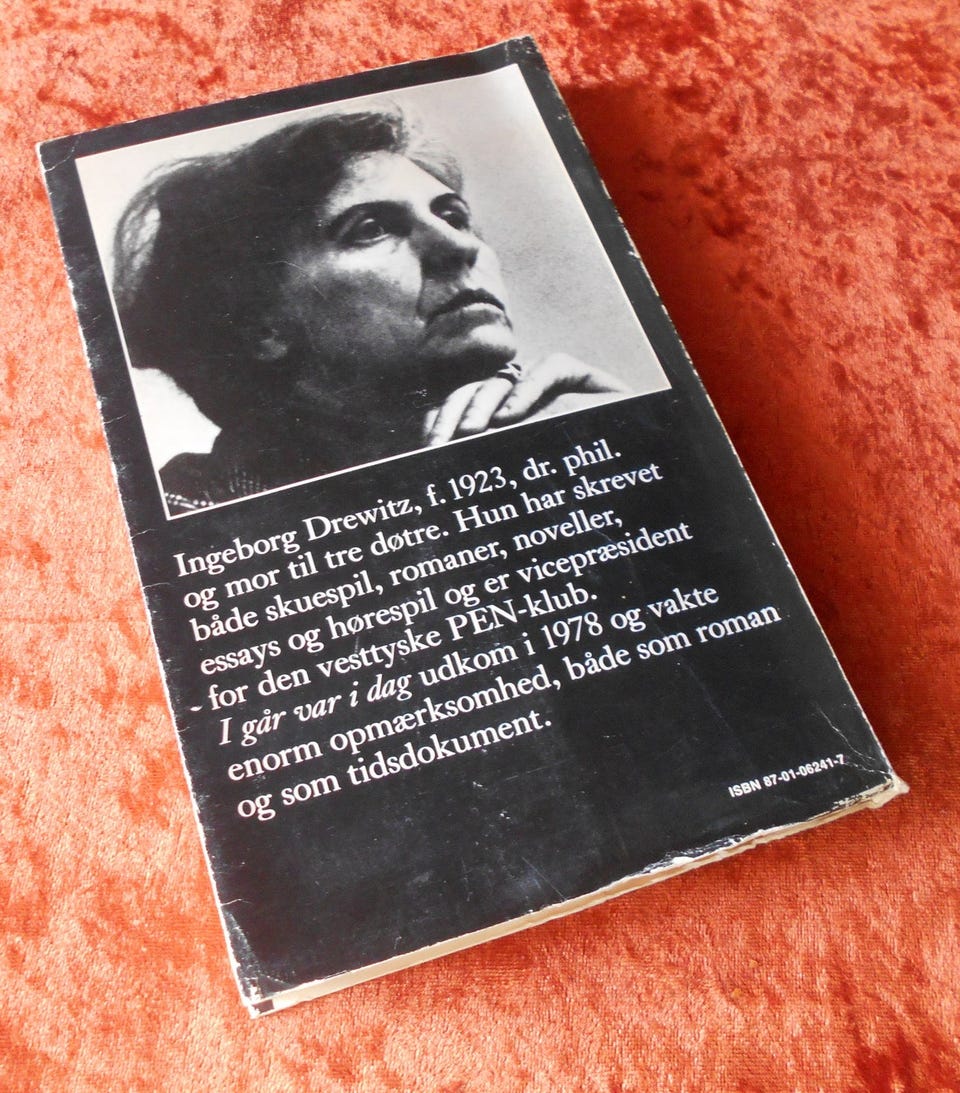 Ingeborg Drewitz, f. 1923, dr. phil.
og mor til tre døtre. Hun har skrevet
både skuespil, romaner, noveller,
essays og hørespil og er vicepræsident
for den vesttyske PEN-klub.
I går var i dag udkom i 1978 og vakte
enorm opmærksomhed, både som roman
og som tidsdokument.
ISBN 87-01-06241-7